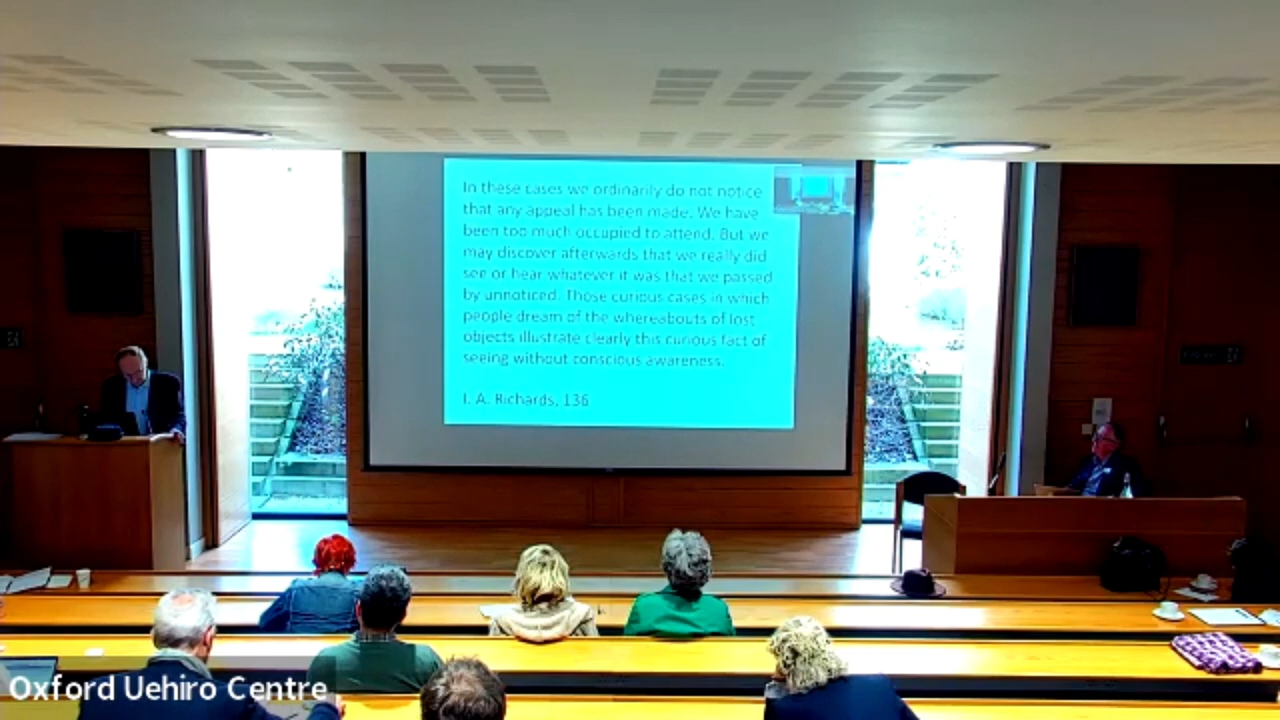 In these cases we ordinarily do not notice
that any appeal has been made. We have
been too much occupied to attend. But we
may discover afterwards that we really did
see or hear whatever it was that we passed
by unnoticed. Those curious cases in which
people dream of the whereabouts of lost
objects illustrate clearly this curious fact of
seeing without conscious awareness.
I. A. Richards, 136
Oxford Uehiro Centre